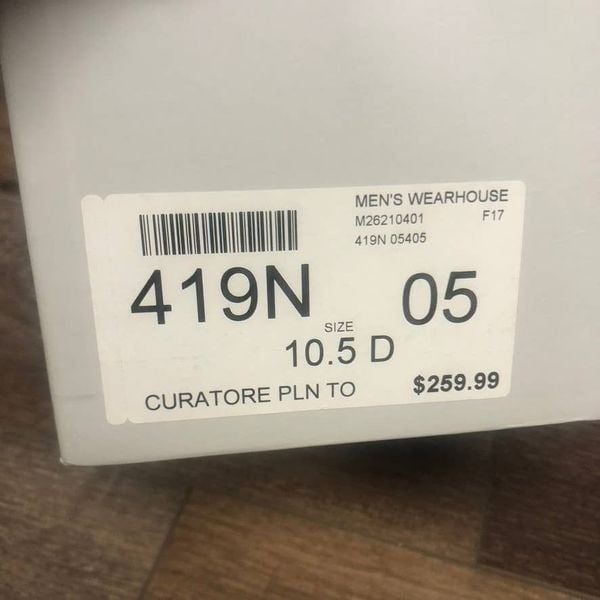 MEN'S WEARHOUSE
M26210401 F17
419N 05405
419N 05
SIZE
10.5 D
CURATORE PLN TO $259.99